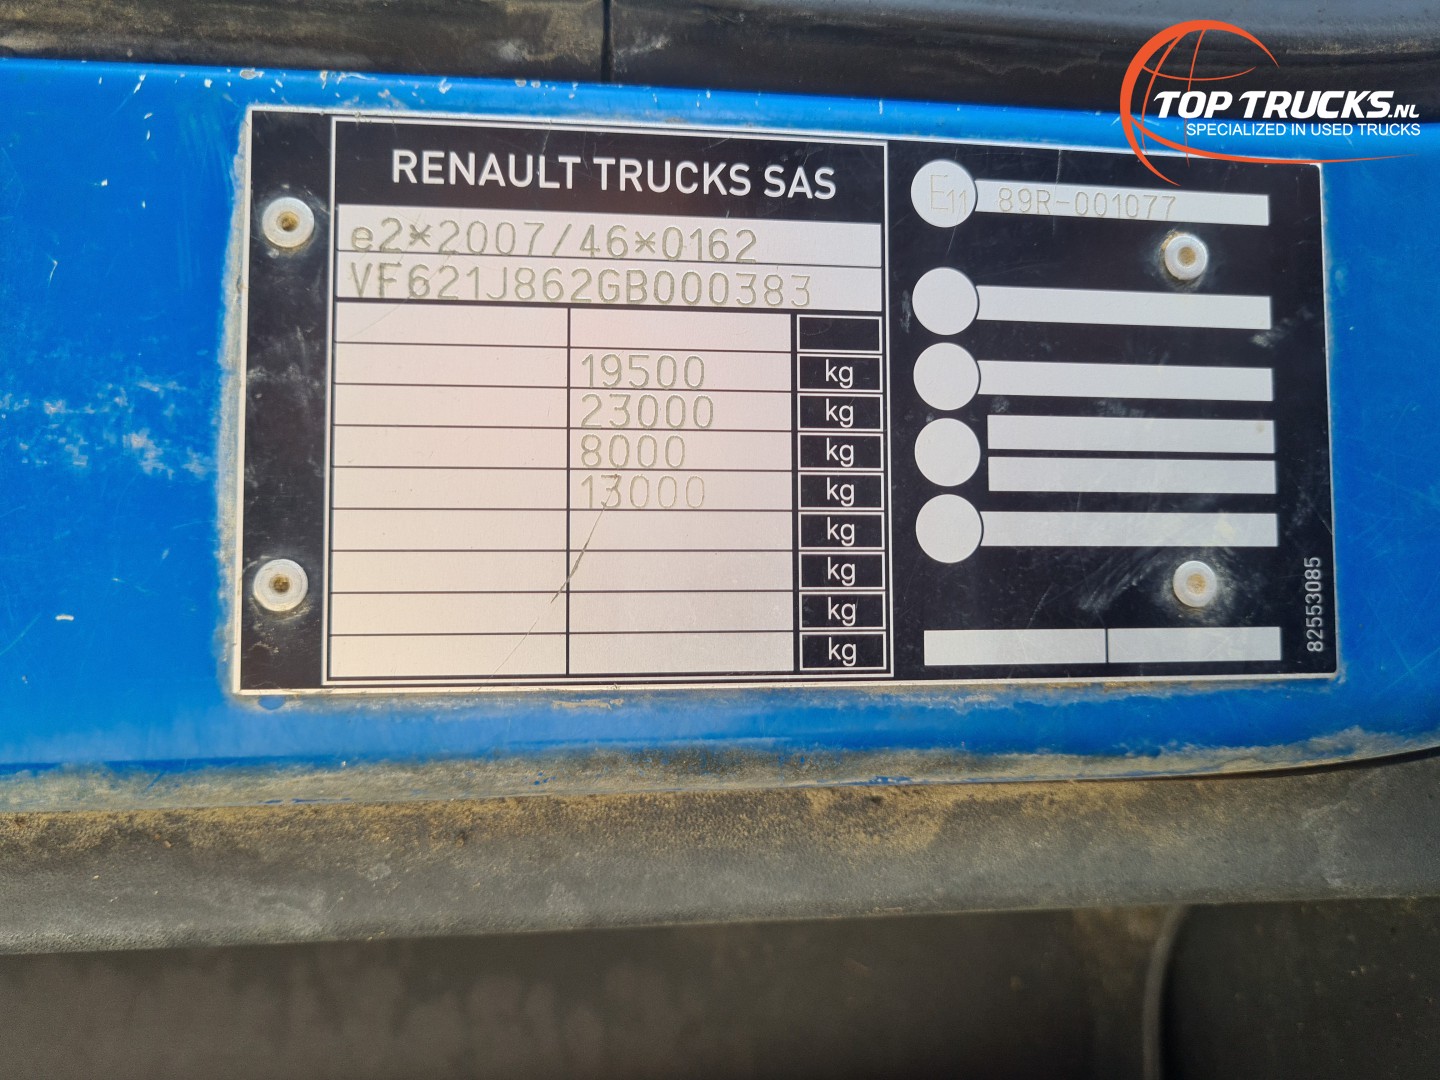 TOP TRUCKS.NL
SPECIALIZED IN USED TRUCKS
RENAULT TRUCKS SAS
e2*2007/46*0162
VF621J862GB000383
19500 kg
23000 kg
8000 kg
13000 kg
kg
kg
kg
kg
E11 89R-001077
82553085